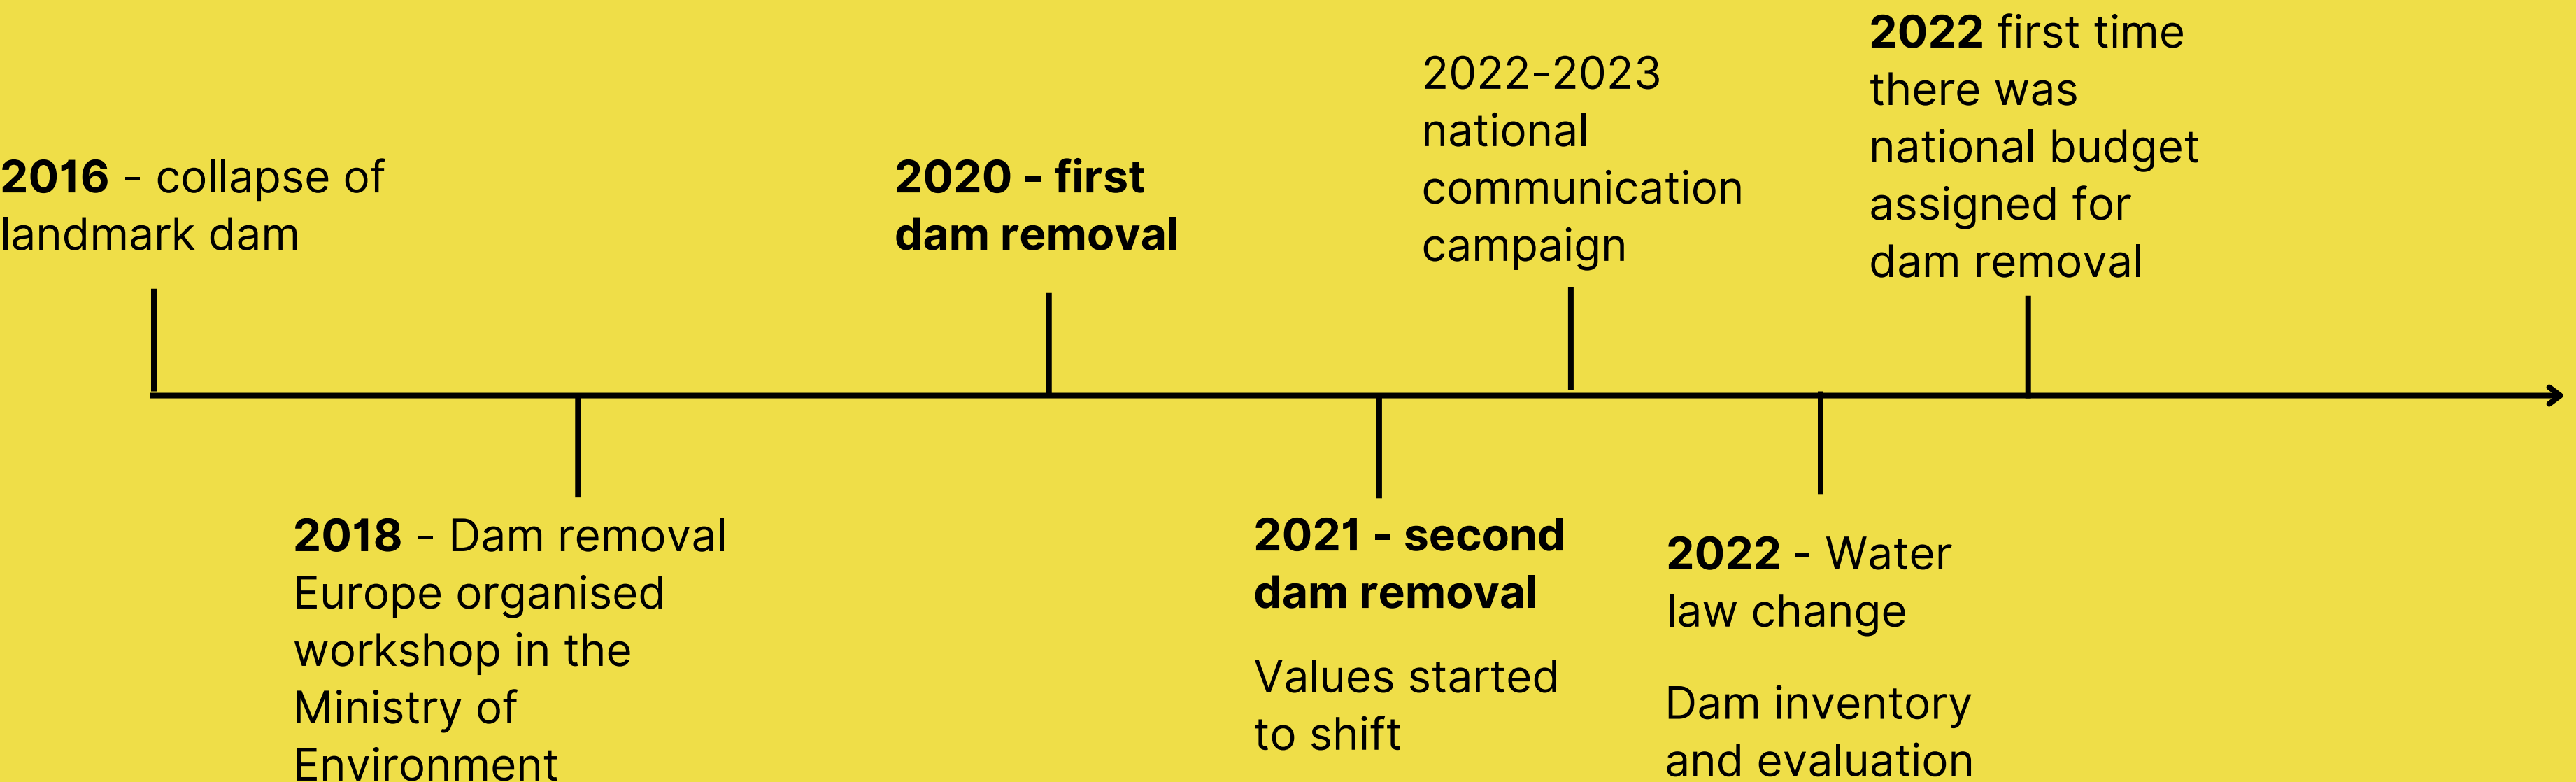 2016 - collapse of
landmark dam
2018 - Dam removal
Europe organised
workshop in the
Ministry of
Environment
2020 - first
dam removal
2021 - second
dam removal
Values started
to shift
2022-2023
national
communication
campaign
2022 - Water
law change
Dam inventory
and evaluation
2022 first time
there was
national budget
assigned for
dam removal